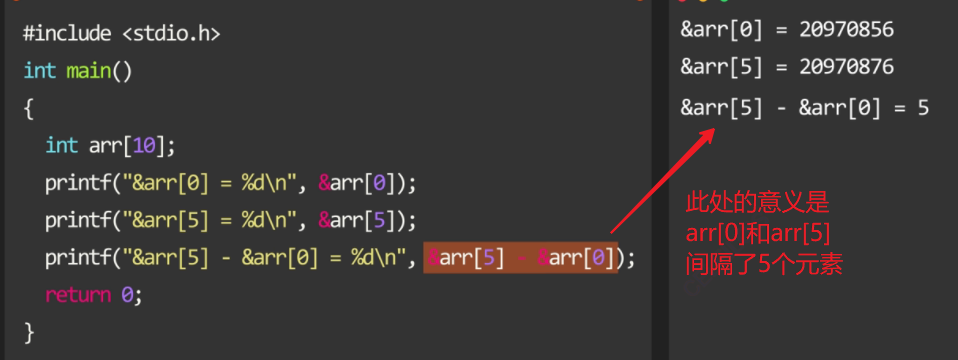 #include <stdio.h>
int main()
{
int arr[10];
printf("&arr[0] = %d\n", &arr[0]);
printf("&arr[5] = %d\n", &arr[5]);
printf("&arr[5] - &arr[0] = %d\n", &arr[5] - &arr[0]);
return 0;
}
&arr[0] = 20970856
&arr[5] = 20970876
&arr[5] - &arr[0] = 5
此处的意义是
arr[0]和arr[5]
间隔了5个元素